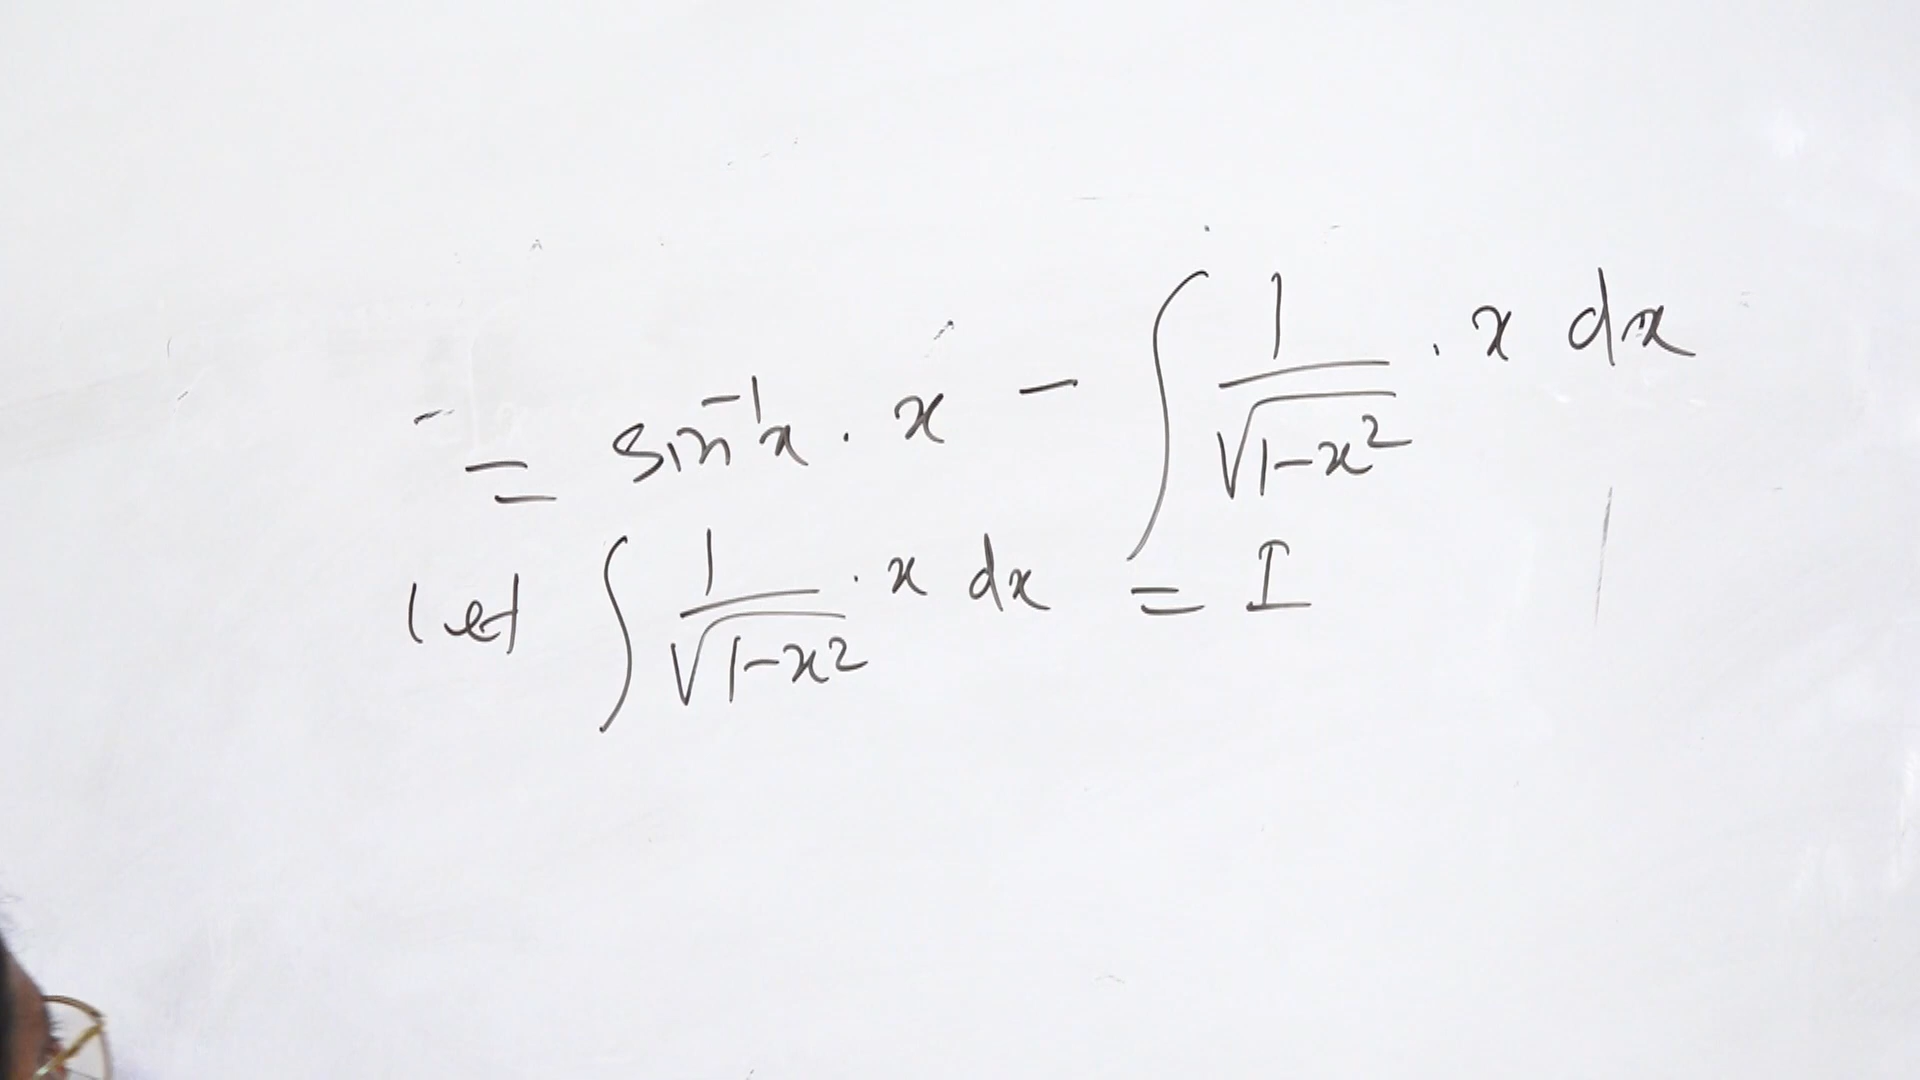 = sin⁻¹x . x - ∫ 1/√(1-x²) . x dx
let ∫ 1/√(1-x²) . x dx = I